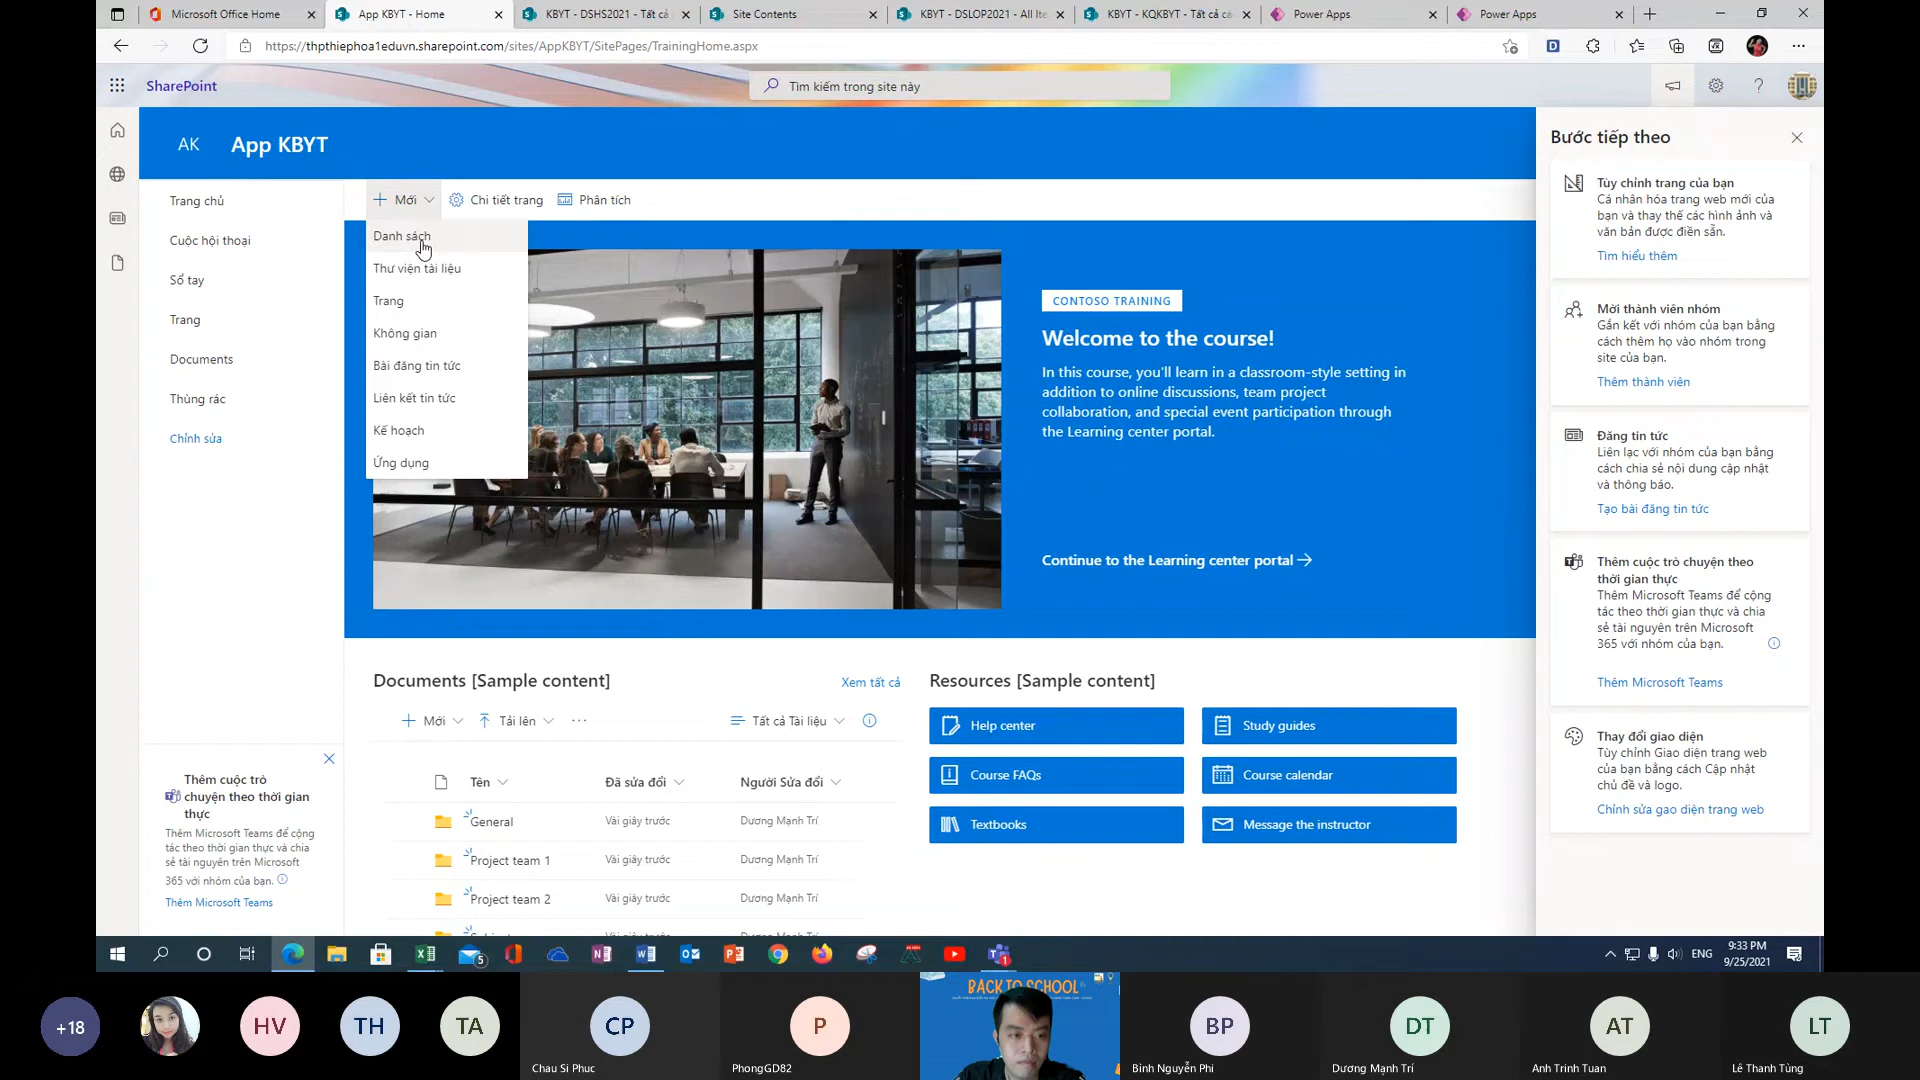 Microsoft Office Home
App KBYT - Home
KBYT - DSHS2021 - Tất cả
Site Contents
KBYT - DSLOP2021 - All Ite
KBYT - KQKBYT - Tất cả cá
Power Apps
Power Apps
https://thpthiephoa1eduvn.sharepoint.com/sites/AppKBYT/SitePages/TrainingHome.aspx
SharePoint
Tìm kiếm trong site này
AK
App KBYT
Trang chủ
Cuộc hội thoại
Sổ tay
Trang
Documents
Thùng rác
Chỉnh sửa
Mới
Chi tiết trang
Phân tích
Danh sách
Thư viện tài liệu
Trang
Không gian
Bài đăng tin tức
Liên kết tin tức
Kế hoạch
Ứng dụng
CONTOSO TRAINING
Welcome to the course!
In this course, you'll learn in a classroom-style setting in
addition to online discussions, team project
collaboration, and special event participation through
the Learning center portal.
Continue to the Learning center portal
Documents [Sample content]
Xem tất cả
Mới
Tải lên
Tất cả Tài liệu
Tên
Đã sửa đổi
Người Sửa đổi
General
Vài giây trước
Dương Mạnh Trí
Project team 1
Vài giây trước
Dương Mạnh Trí
Project team 2
Vài giây trước
Dương Mạnh Trí
Resources [Sample content]
Help center
Study guides
Course FAQs
Course calendar
Textbooks
Message the instructor
Bước tiếp theo
Tùy chỉnh trang của bạn
Cá nhân hóa trang web mới của
bạn và thay thế các hình ảnh và
văn bản được điền sẵn.
Tìm hiểu thêm
Mời thành viên nhóm
Gắn kết với nhóm của bạn bằng
cách thêm họ vào nhóm trong
site của bạn.
Thêm thành viên
Đăng tin tức
Liên lạc với nhóm của bạn bằng
cách chia sẻ nội dung cập nhật
và thông báo.
Tạo bài đăng tin tức
Thêm cuộc trò chuyện theo
thời gian thực
Thêm Microsoft Teams để cộng
tác theo thời gian thực và chia
sẻ tài nguyên trên Microsoft
365 với nhóm của bạn.
Thêm Microsoft Teams
Thay đổi giao diện
Tùy chỉnh Giao diện trang web
của bạn bằng cách Cập nhật
chủ đề và logo.
Chỉnh sửa gao diện trang web
Thêm cuộc trò
chuyện theo thời gian
thực
Thêm Microsoft Teams để cộng
tác theo thời gian thực và chia
sẻ tài nguyên trên Microsoft
365 với nhóm của bạn.
Thêm Microsoft Teams
5
1
ENG
9:33 PM
9/25/2021
+18
HV
TH
TA
CP
Chau Si Phuc
P
PhongGD82
BACK TO SCHOOL
BP
Bình Nguyễn Phi
DT
Dương Mạnh Trí
AT
Anh Trinh Tuan
LT
Lê Thanh Tùng